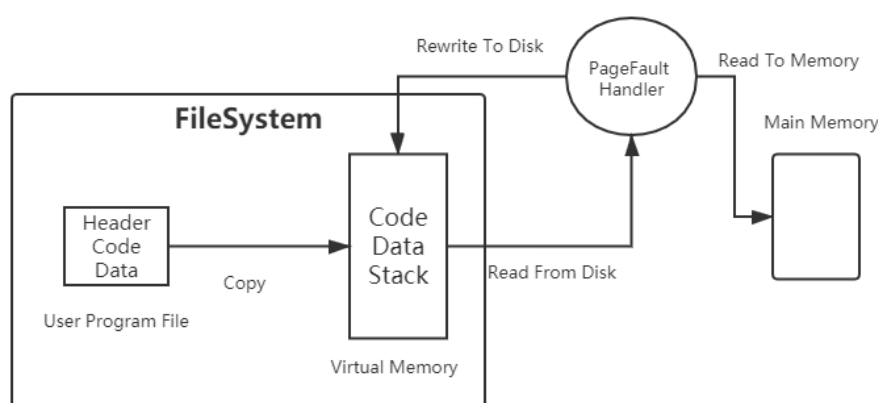 Rewrite To Disk
PageFault
Handler
Read To Memory
FileSystem
Main Memory
Header
Code
Data
Code
Data
Stack
Copy
Read From Disk
User Program File
Virtual Memory